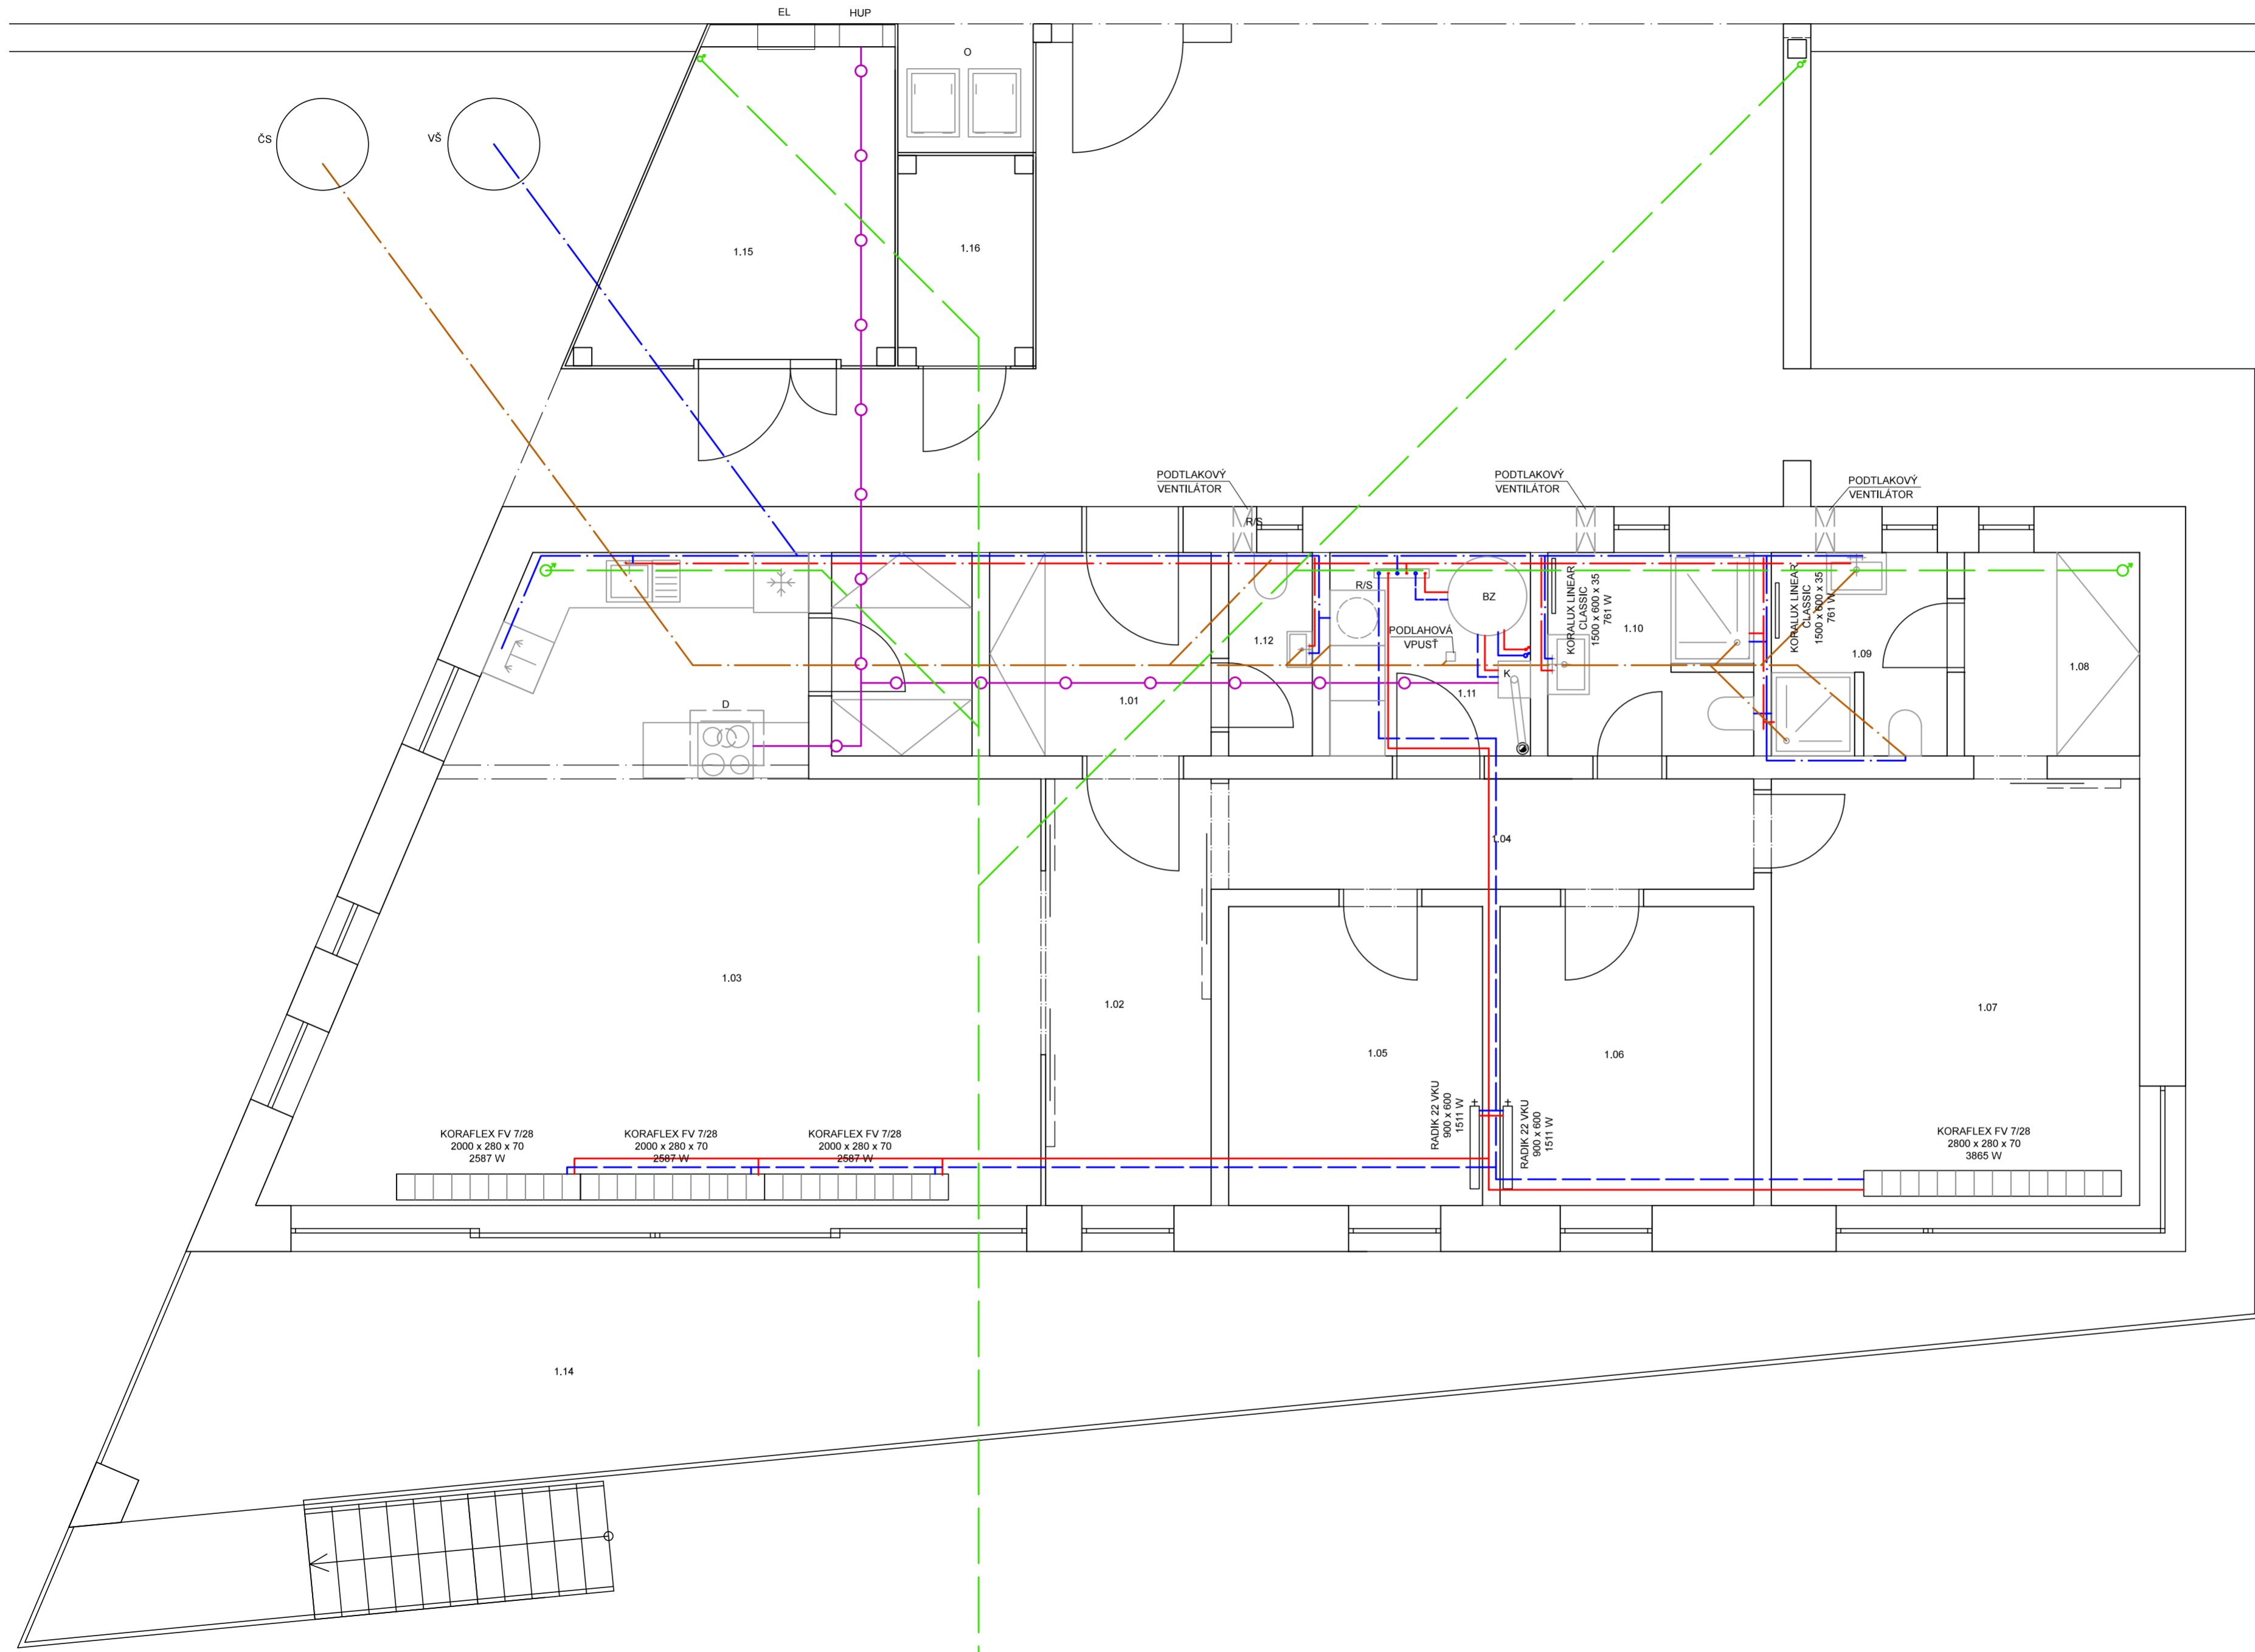 EL
HUP
O
ČS
VŠ
1.15
1.16
PODTLAKOVÝ
VENTILÁTOR
PODTLAKOVÝ
VENTILÁTOR
PODTLAKOVÝ
VENTILÁTOR
R/S
R/S
BZ
KORALUX LINEAR
CLASSIC
1500 x 600 x 35
761 W
KORALUX LINEAR
CLASSIC
1500 x 600 x 35
761 W
1.12
PODLAHOVÁ
VPUSŤ
1.10
1.09
1.08
K
1.11
1.01
D
1.04
1.03
1.02
1.07
1.05
1.06
RADIK 22 VKU
900 x 600
1511 W
RADIK 22 VKU
900 x 600
1511 W
KORAFLEX FV 7/28
2000 x 280 x 70
2587 W
KORAFLEX FV 7/28
2000 x 280 x 70
2587 W
KORAFLEX FV 7/28
2000 x 280 x 70
2587 W
KORAFLEX FV 7/28
2800 x 280 x 70
3865 W
1.14